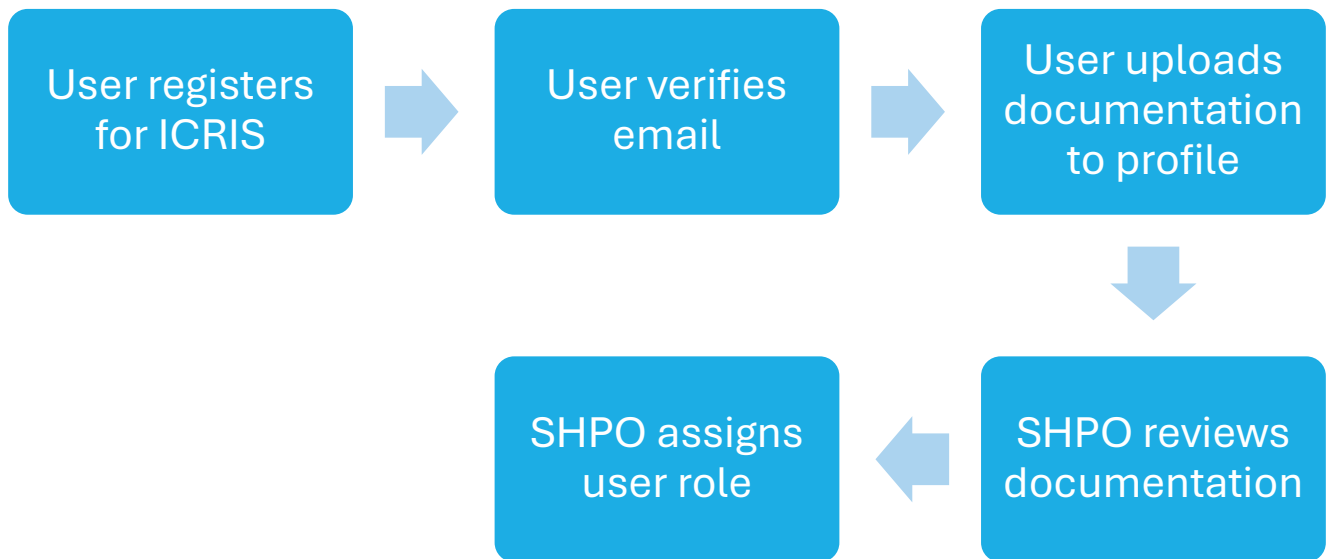 User registers
for ICRIS
User verifies
email
User uploads
documentation
to profile
SHPO reviews
documentation
SHPO assigns
user role